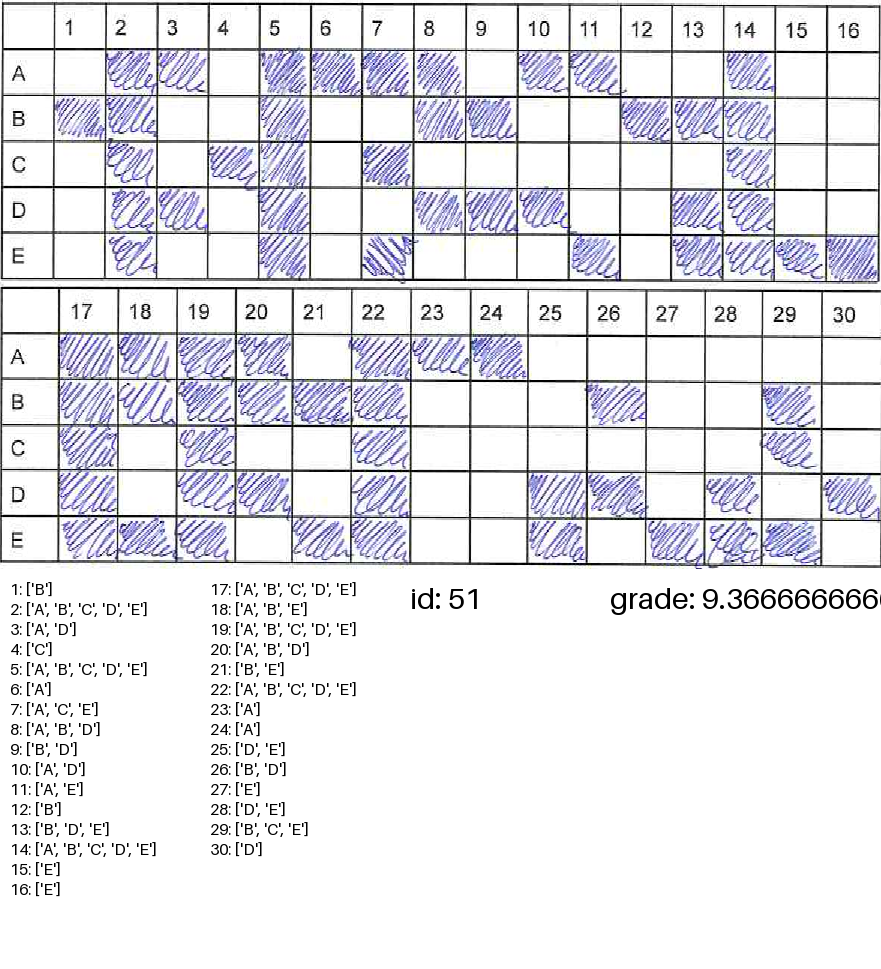 1 2 3 4 5 6 7 8 9 10 11 12 13 14 15 16
A
B
C
D
E
17 18 19 20 21 22 23 24 25 26 27 28 29 30
A
B
C
D
E
1: ['B']
2: ['A', 'B', 'C', 'D', 'E']
3: ['A', 'D']
4: ['C']
5: ['A', 'B', 'C', 'D', 'E']
6: ['A']
7: ['A', 'C', 'E']
8: ['A', 'B', 'D']
9: ['B', 'D']
10: ['A', 'D']
11: ['A', 'E']
12: ['B']
13: ['B', 'D', 'E']
14: ['A', 'B', 'C', 'D', 'E']
15: ['E']
16: ['E']
17: ['A', 'B', 'C', 'D', 'E']
18: ['A', 'B', 'E']
19: ['A', 'B', 'C', 'D', 'E']
20: ['A', 'B', 'D']
21: ['B', 'E']
22: ['A', 'B', 'C', 'D', 'E']
23: ['A']
24: ['A']
25: ['D', 'E']
26: ['B', 'D']
27: ['E']
28: ['D', 'E']
29: ['B', 'C', 'E']
30: ['D']
id: 51
grade: 9.3666666666